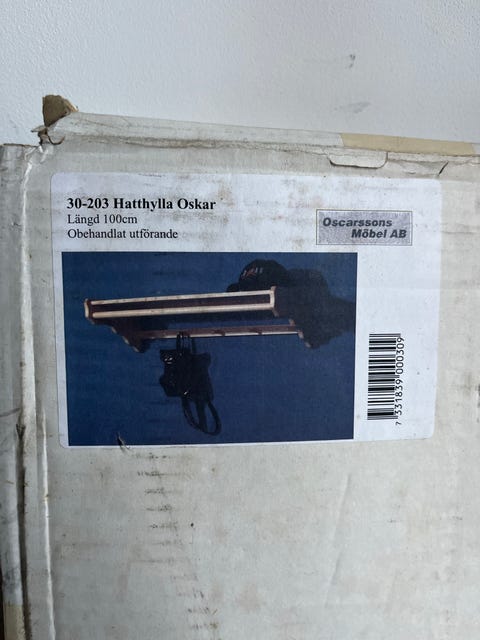 30-203 Hatthylla Oskar
Längd 100cm
Obehandlat utförande
Oscarssons
Möbel AB
7 331839 000309